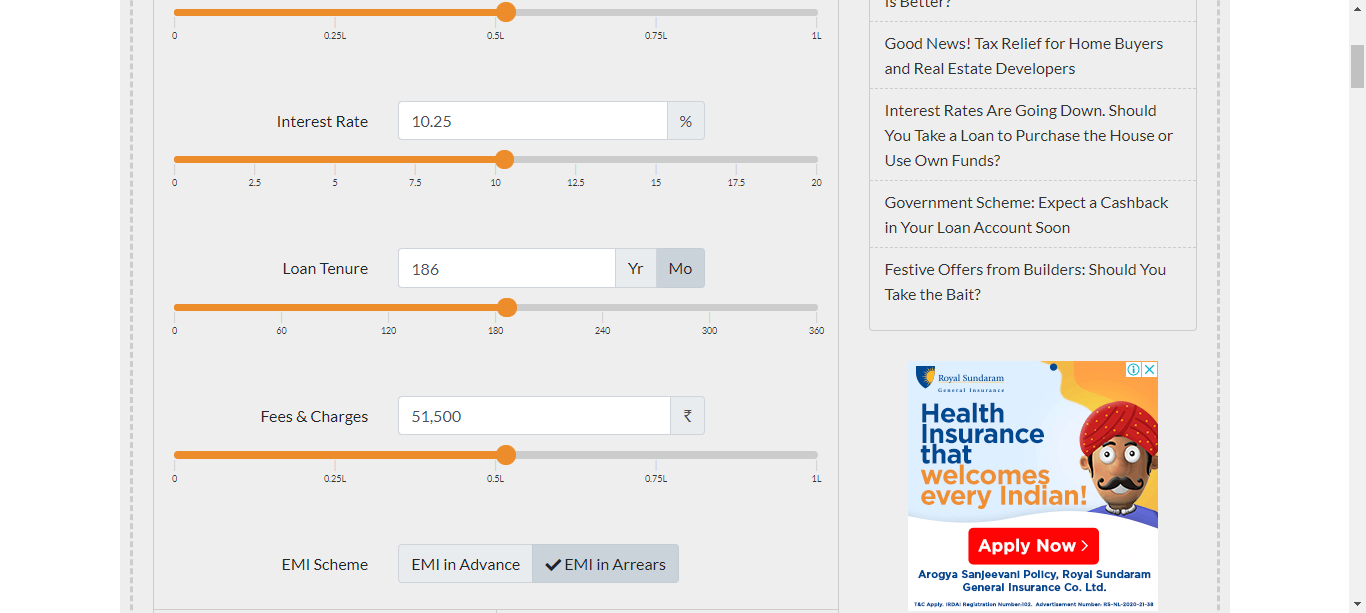 0 0.25L 0.5L 0.75L 1L
Interest Rate 10.25 %
0 2.5 5 7.5 10 12.5 15 17.5 20
Loan Tenure 186 Yr Mo
0 60 120 180 240 300 360
Fees & Charges 51,500 ₹
0 0.25L 0.5L 0.75L 1L
EMI Scheme EMI in Advance EMI in Arrears
is Better?
Good News! Tax Relief for Home Buyers
and Real Estate Developers
Interest Rates Are Going Down. Should
You Take a Loan to Purchase the House or
Use Own Funds?
Government Scheme: Expect a Cashback
in Your Loan Account Soon
Festive Offers from Builders: Should You
Take the Bait?
Royal Sundaram
General Insurance
Health
Insurance
that
welcomes
every Indian!
Apply Now >
Arogya Sanjeevani Policy, Royal Sundaram
General Insurance Co. Ltd.
T&C Apply. IRDAI Registration Number-102. Advertisement Number: RS-NL-2020-21-38